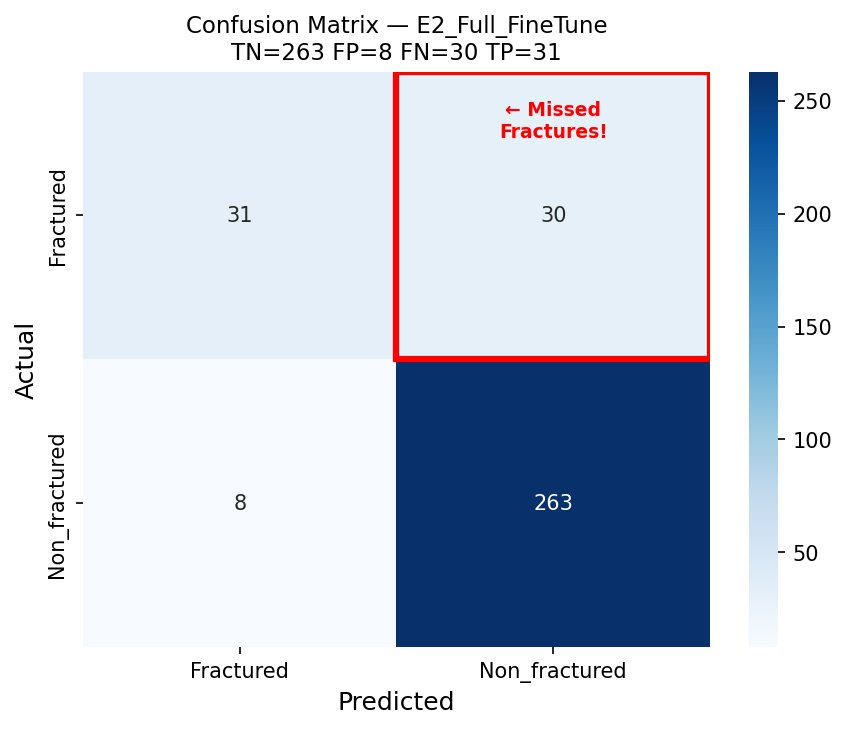 Confusion Matrix — E2_Full_FineTune
TN=263 FP=8 FN=30 TP=31
← Missed
Fractures!
31
30
8
263
Fractured
Non_fractured
Actual
Fractured
Non_fractured
Predicted
250
200
150
100
50